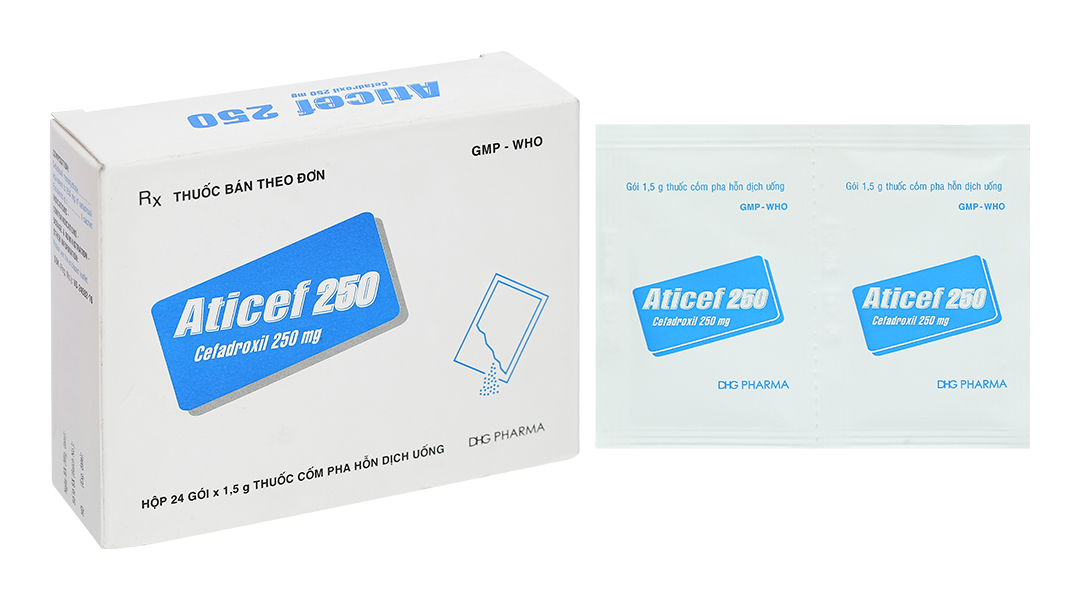 Aticef 250
Cefadroxil 250 mg
Rx THUỐC BÁN THEO ĐƠN
GMP - WHO
Aticef 250
Cefadroxil 250 mg
DHG PHARMA
HỘP 24 GÓI x 1,5 g THUỐC CỐM PHA HỖN DỊCH UỐNG
COMPOSITION
Gói 1,5 g thuốc cốm pha hỗn dịch uống
GMP-WHO
Aticef 250
Cefadroxil 250 mg
DHG PHARMA
Gói 1,5 g thuốc cốm pha hỗn dịch uống
GMP-WHO
Aticef 250
Cefadroxil 250 mg
DHG PHARMA